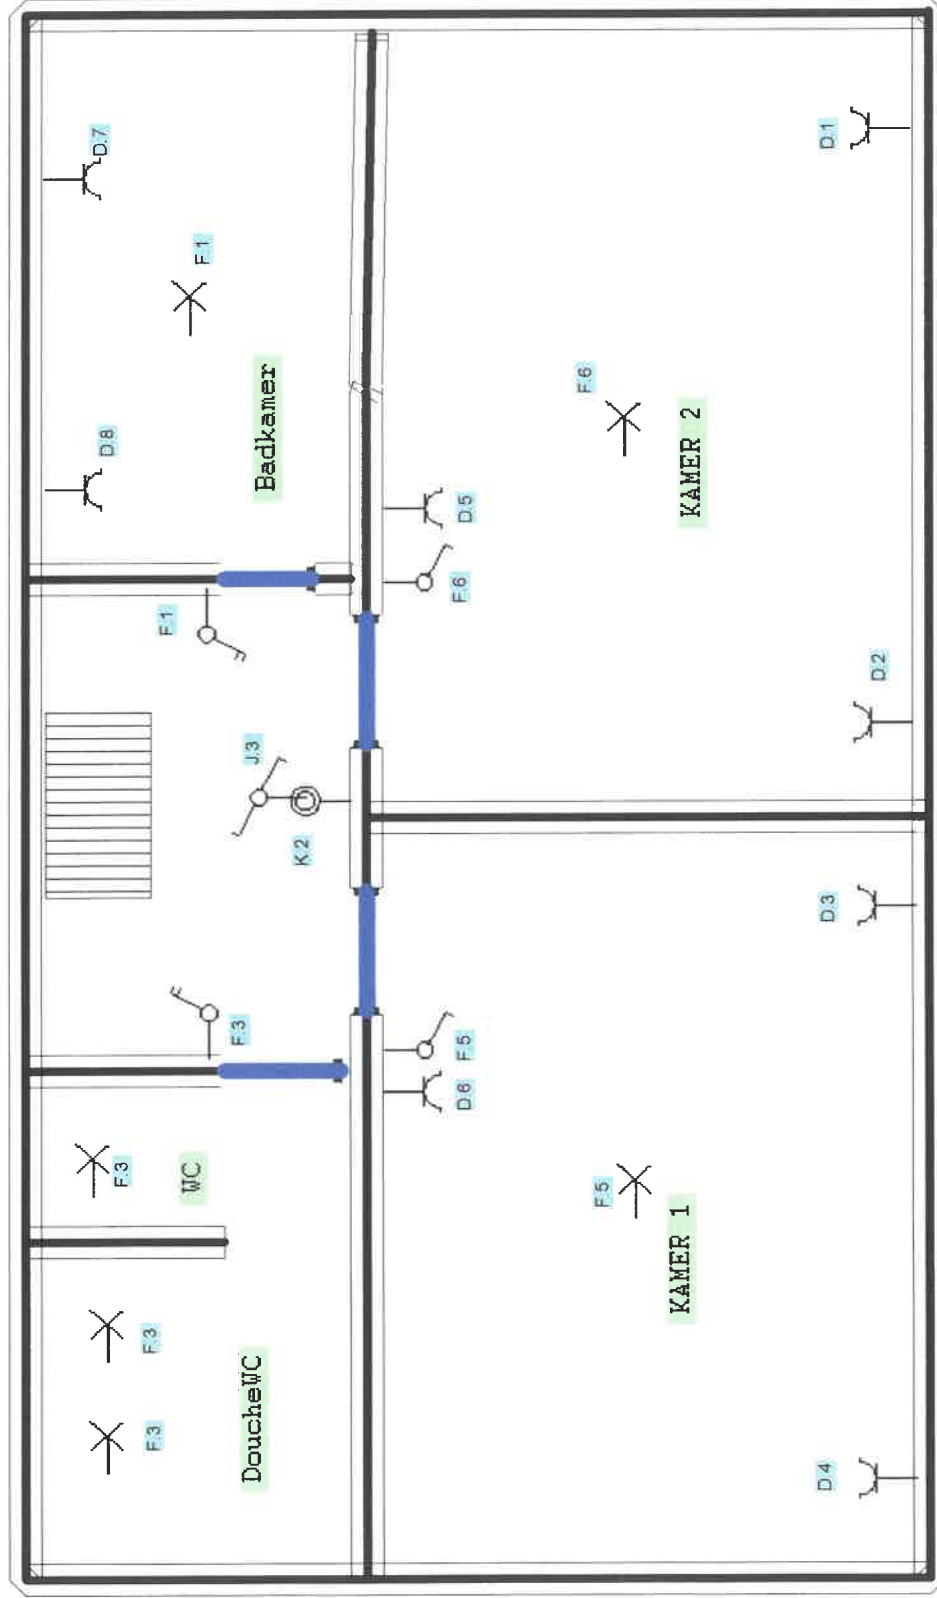 D.7
D.8
F.3
F.3
F.3
F.1
WC
F.1
F.3
DoucheWC
J.3
Badkamer
K.2
D.6
F.5
F.6
D.5
F.5
F.6
KAMER 1
KAMER 2
D.4
D.3
D.2
D.1